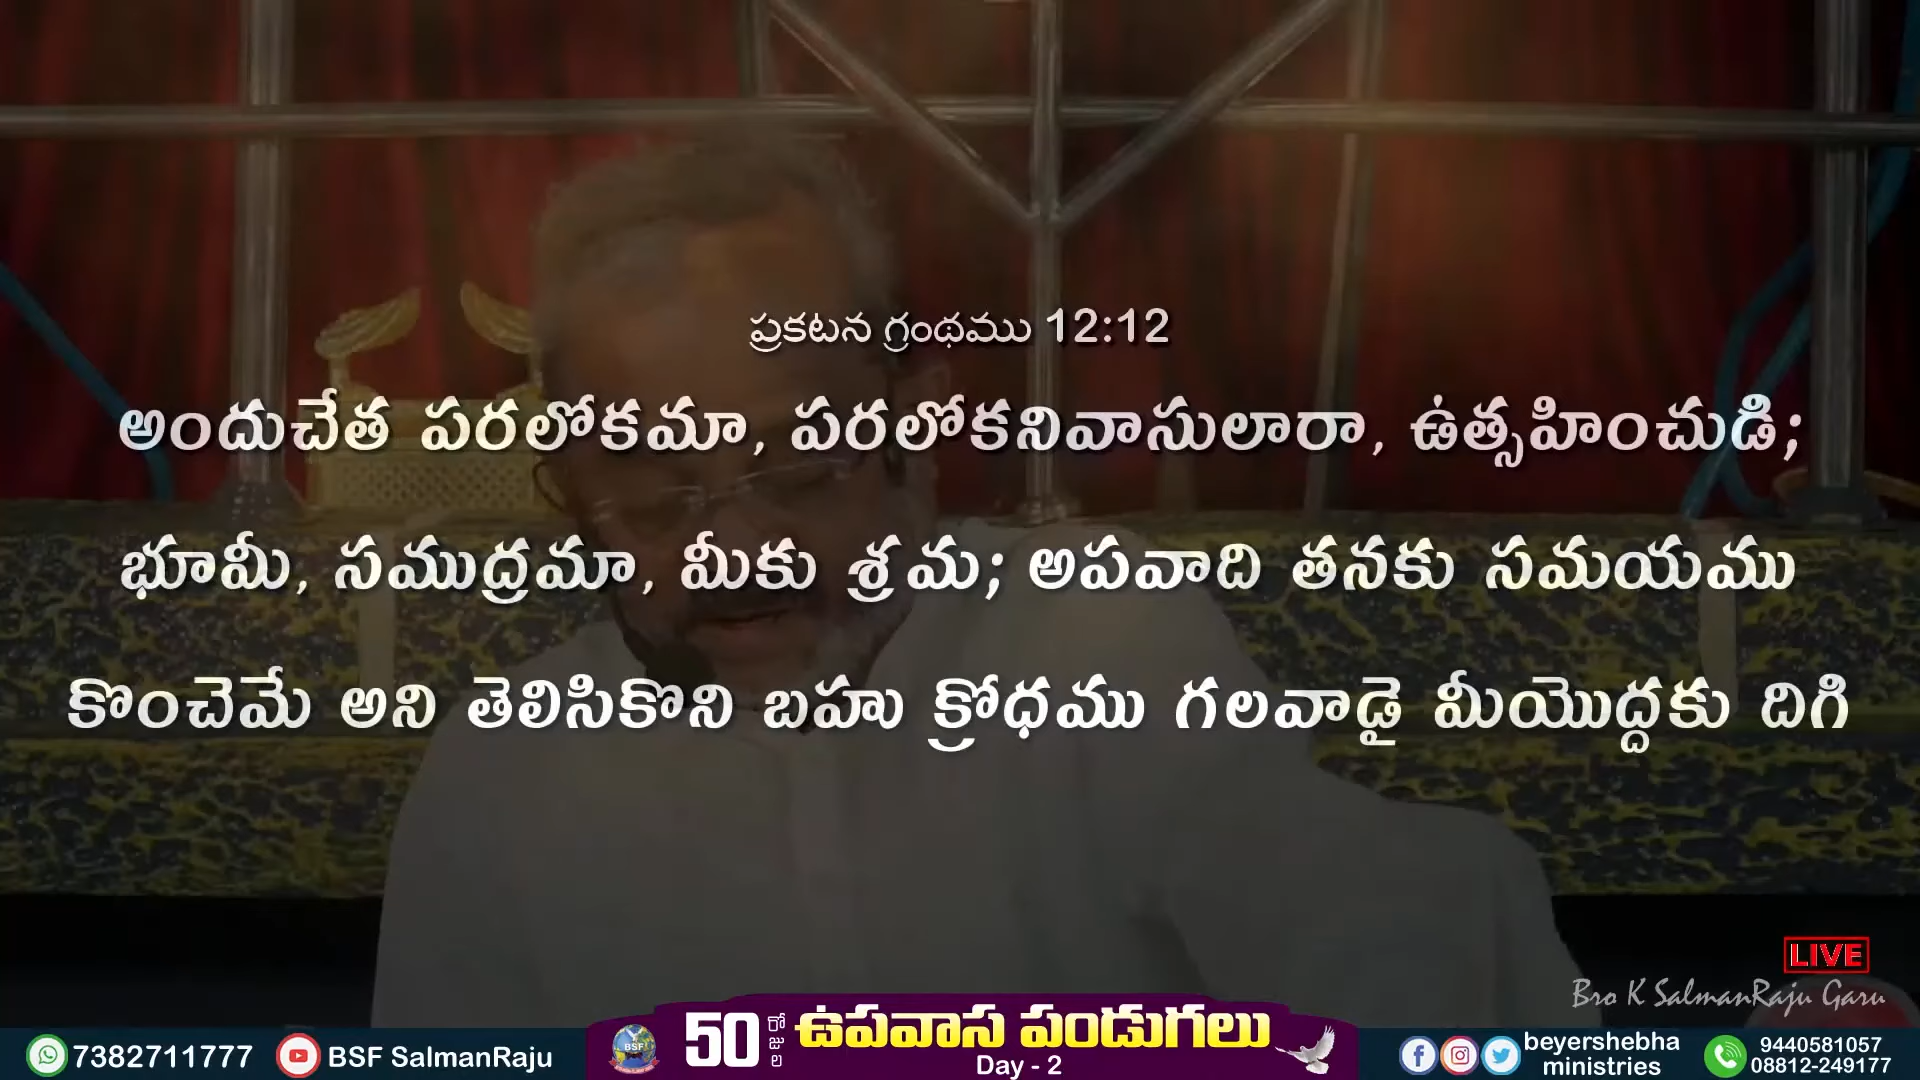 ప్రకటన గ్రంథము 12:12
అందుచేత పరలోకమా, పరలోకనివాసులారా, ఉత్సహించుడి;
భూమీ, సముద్రమా, మీకు శ్రమ; అపవాది తనకు సమయము
కొంచెమే అని తెలిసికొని బహు క్రోధము గలవాడై మీయొద్దకు దిగి
LIVE
Bro K SalmanRaju Garu
7382711777
BSF SalmanRaju
BSF
50 రోజుల ఉపవాస పండుగలు
Day - 2
beyershebha
ministries
9440581057
08812-249177